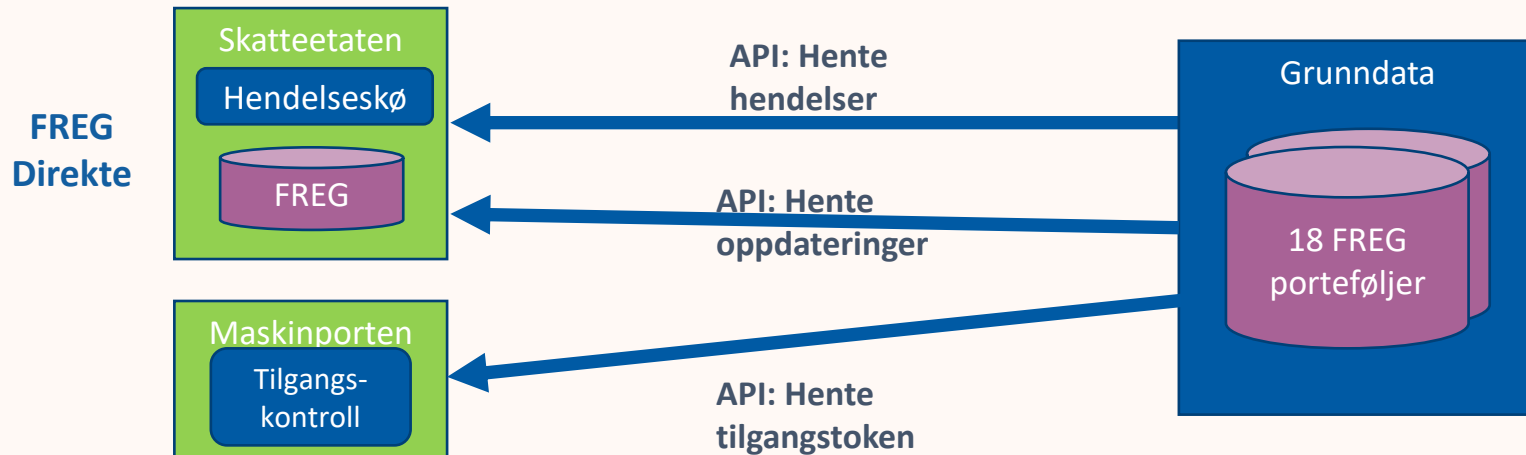 FREG
Direkte
Skatteetaten
Hendelseskø
FREG
Maskinporten
Tilgangs-
kontroll
API: Hente
hendelser
API: Hente
oppdateringer
API: Hente
tilgangstoken
Grunndata
18 FREG
porteføljer